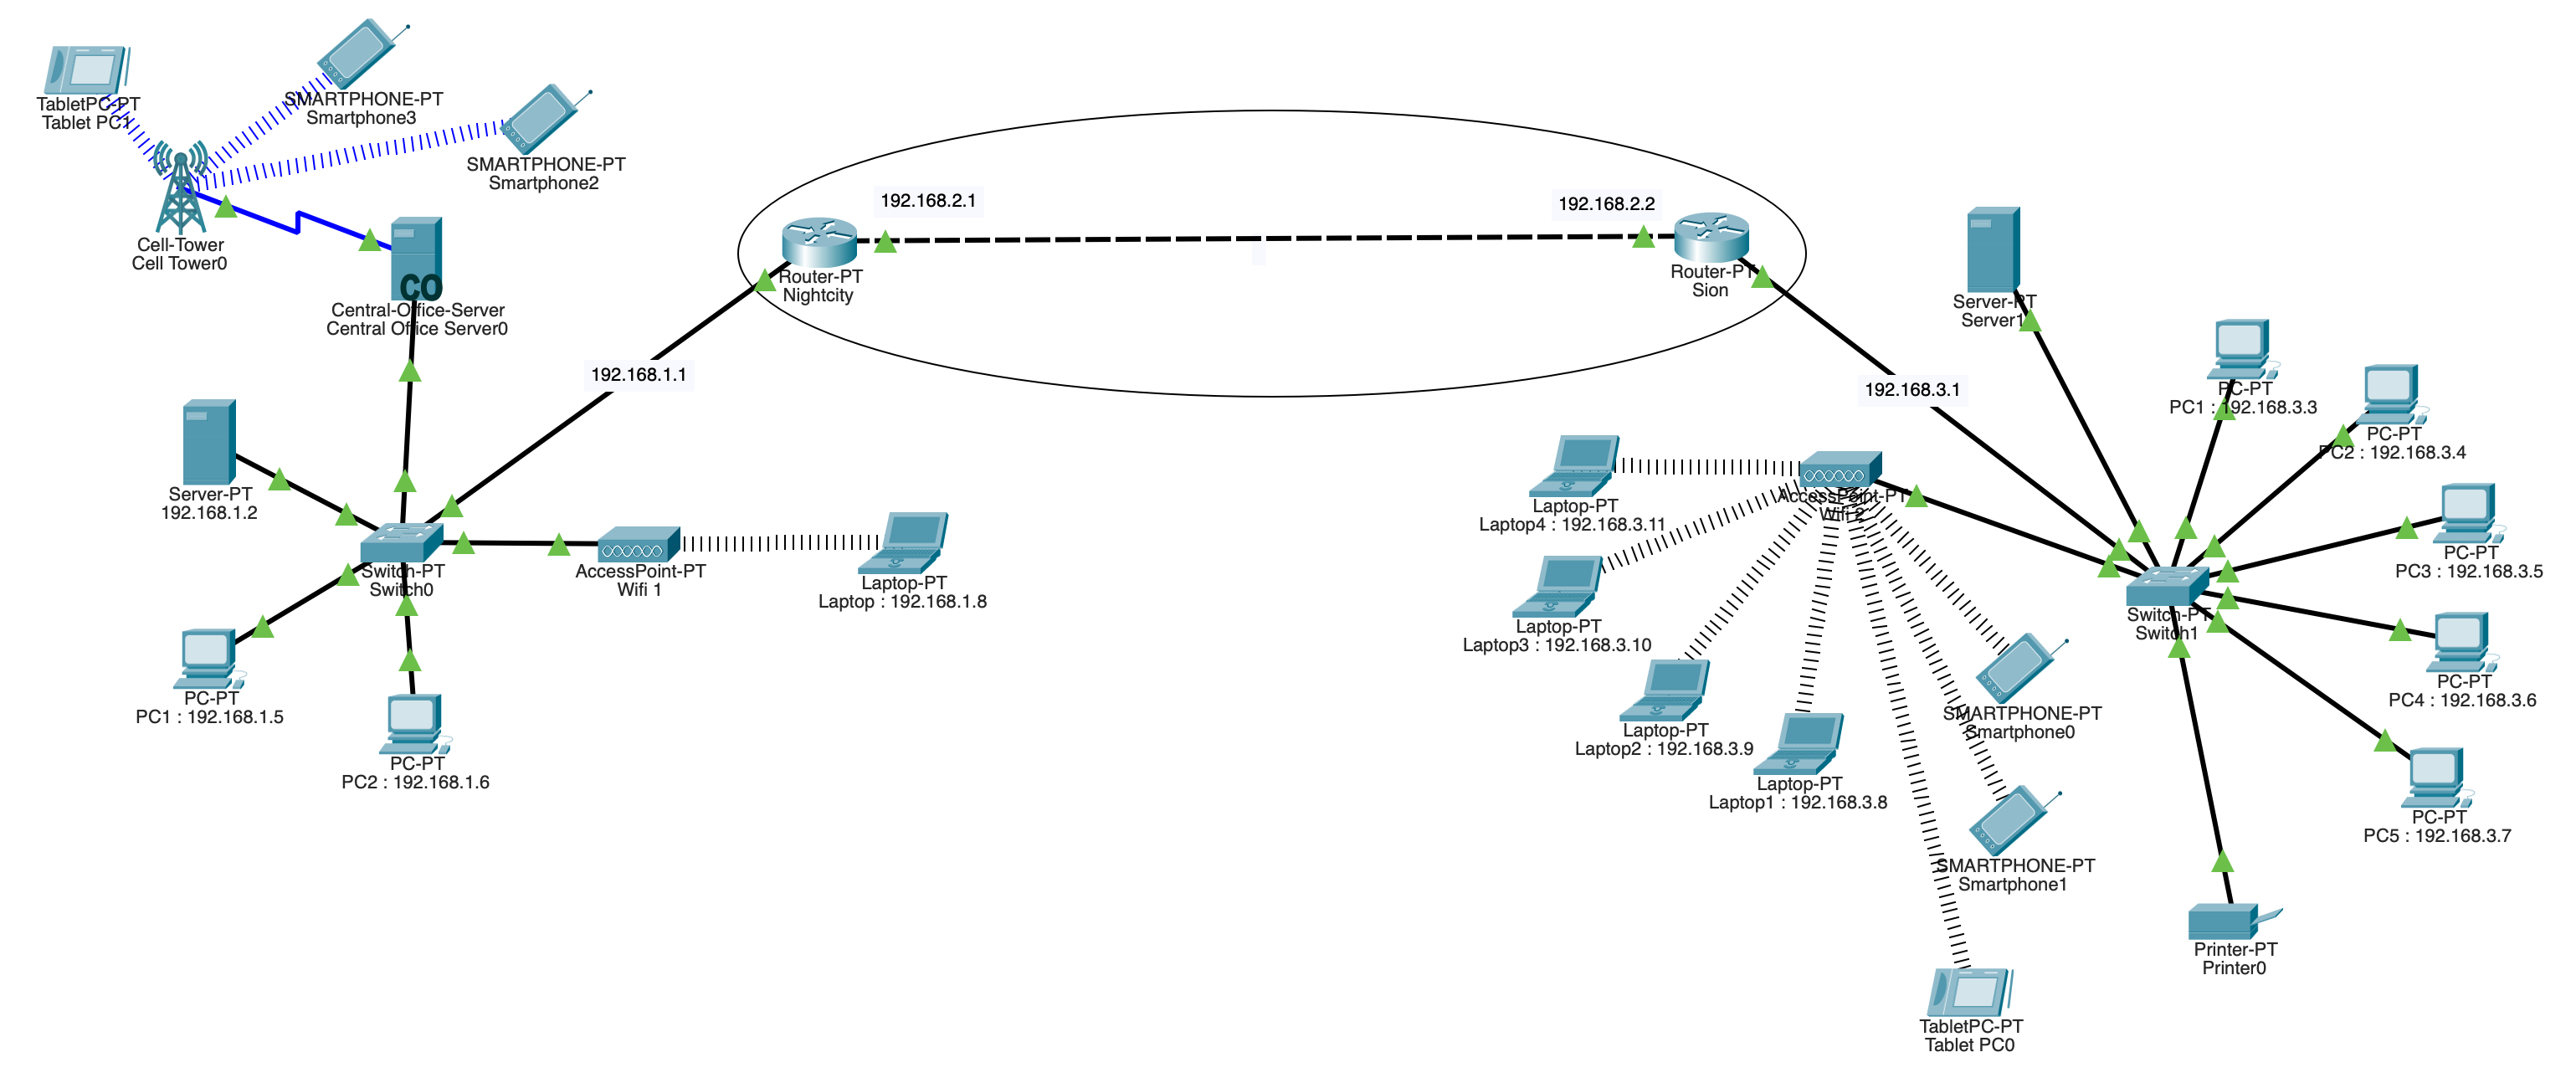 TabletPC-PT
Tablet PC1
SMARTPHONE-PT
Smartphone3
SMARTPHONE-PT
Smartphone2
Cell-Tower
Cell Tower0
CO
Central-Office-Server
Central Office Server0
192.168.2.1
192.168.2.2
Router-PT
Nightcity
Router-PT
Sion
192.168.1.1
192.168.3.1
Server-PT
192.168.1.2
Switch-PT
Switch0
AccessPoint-PT
Wifi 1
Laptop-PT
Laptop : 192.168.1.8
PC-PT
PC1 : 192.168.1.5
PC-PT
PC2 : 192.168.1.6
Server-PT
Server1
PC-PT
PC1 : 192.168.3.3
PC-PT
PC2 : 192.168.3.4
PC-PT
PC3 : 192.168.3.5
PC-PT
PC4 : 192.168.3.6
PC-PT
PC5 : 192.168.3.7
Switch-PT
Switch1
AccessPoint-PT
Wifi 2
Laptop-PT
Laptop4 : 192.168.3.11
Laptop-PT
Laptop3 : 192.168.3.10
Laptop-PT
Laptop2 : 192.168.3.9
Laptop-PT
Laptop1 : 192.168.3.8
SMARTPHONE-PT
Smartphone0
SMARTPHONE-PT
Smartphone1
TabletPC-PT
Tablet PC0
Printer-PT
Printer0